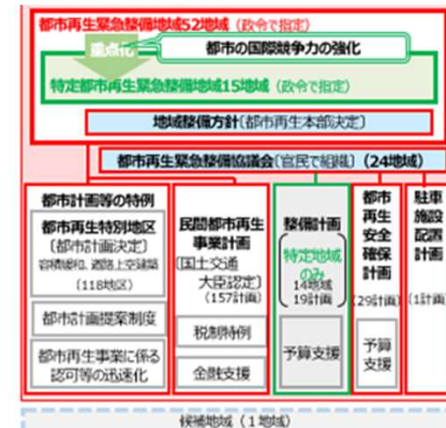 都市再生緊急整備地域52地域（政令で指定）
重点化
都市の国際競争力の強化
特定都市再生緊急整備地域15地域（政令で指定）
地域整備方針〔都市再生本部決定〕
都市再生緊急整備協議会〔官民で組織〕（24地域）
都市計画等の特例
都市再生特別地区
〔都市計画決定〕
容積緩和、道路上空建築
（118地区）
都市計画提案制度
都市再生事業に係る
認可等の迅速化
民間都市再生
事業計画
〔国土交通
大臣認定〕
（157計画）
税制特例
金融支援
整備計画
特定地域
のみ
14地域
19計画
予算支援
都市
再生
安全
確保
計画
（29計画）
予算
支援
駐車
施設
配置
計画
（1計画）
候補地域（1地域）